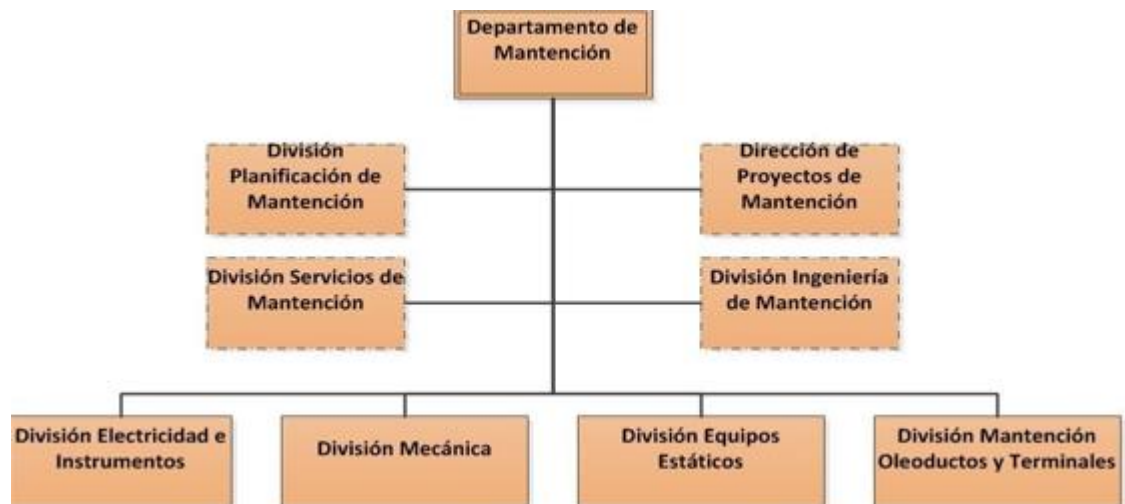 Departamento de
Mantención
División
Planificación de
Mantención
Dirección de
Proyectos de
Mantención
División Servicios de
Mantención
División Ingeniería
de Mantención
División Electricidad e
Instrumentos
División Mecánica
División Equipos
Estáticos
División Mantención
Oleoductos y Terminales